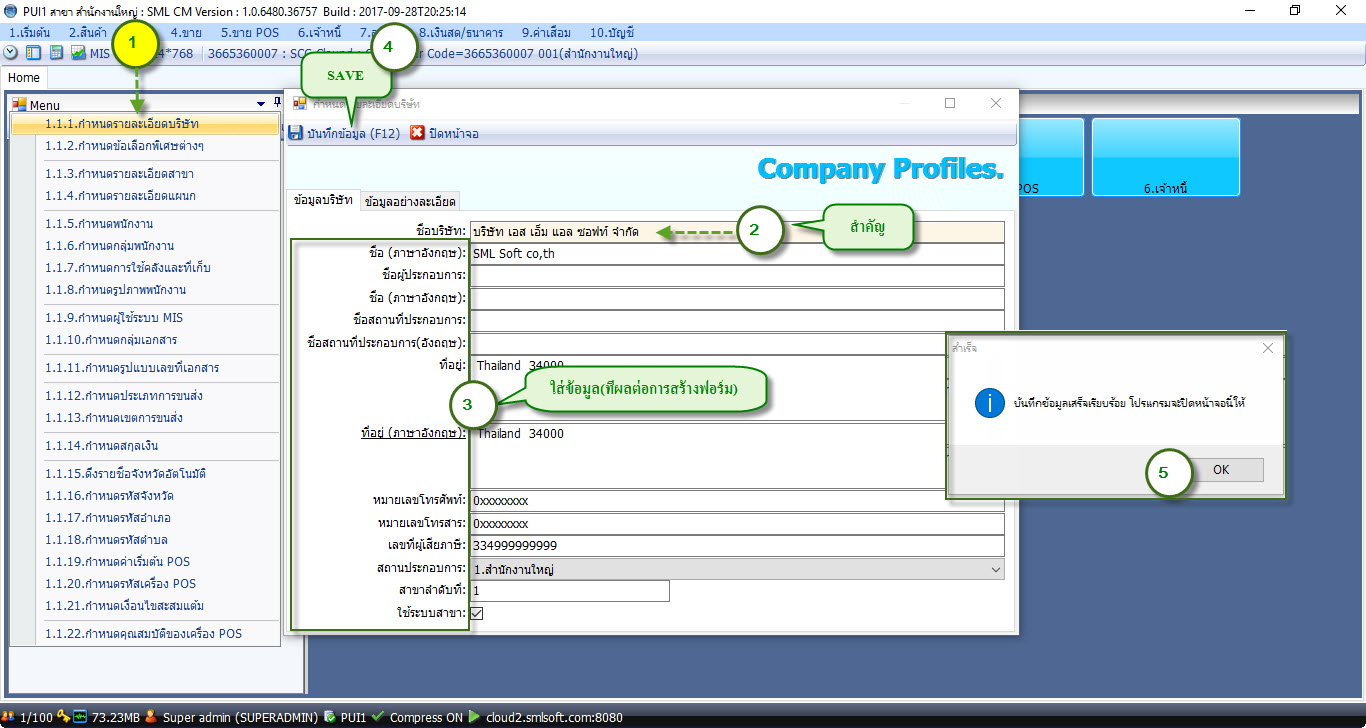 PUI1 สาขา สำนักงานใหญ่ : SML CM Version : 1.0.6480.36757 Build : 2017-09-28T20:25:14
1.เริ่มต้น 2.สินค้า 4.ขาย 5.ขาย POS 6.เจ้าหนี้ 8.เงินสด/ธนาคาร 9.ค่าเสื่อม 10.บัญชี
MIS 4*768 3665360007 : SCG Code=3665360007 001(สำนักงานใหญ่)
1
4
SAVE
Home
Menu
1.1.1.กำหนดรายละเอียดบริษัท
1.1.2.กำหนดข้อเลือกพิเศษต่างๆ
1.1.3.กำหนดรายละเอียดสาขา
1.1.4.กำหนดรายละเอียดแผนก
1.1.5.กำหนดพนักงาน
1.1.6.กำหนดกลุ่มพนักงาน
1.1.7.กำหนดการใช้คลังและที่เก็บ
1.1.8.กำหนดรูปภาพพนักงาน
1.1.9.กำหนดผู้ใช้ระบบ MIS
1.1.10.กำหนดกลุ่มเอกสาร
1.1.11.กำหนดรูปแบบเลขที่เอกสาร
1.1.12.กำหนดประเภทการขนส่ง
1.1.13.กำหนดเขตการขนส่ง
1.1.14.กำหนดสกุลเงิน
1.1.15.ดึงรายชื่อจังหวัดอัตโนมัติ
1.1.16.กำหนดรหัสจังหวัด
1.1.17.กำหนดรหัสอำเภอ
1.1.18.กำหนดรหัสตำบล
1.1.19.กำหนดค่าเริ่มต้น POS
1.1.20.กำหนดรหัสเครื่อง POS
1.1.21.กำหนดเงื่อนไขสะสมแต้ม
1.1.22.กำหนดคุณสมบัติของเครื่อง POS
บันทึกข้อมูล (F12) ปิดหน้าจอ
Company Profiles.
ข้อมูลบริษัท ข้อมูลอย่างละเอียด
ชื่อบริษัท: บริษัท เอส เอ็ม แอล ซอฟท์ จำกัด
2
สำคัญ
ชื่อ (ภาษาอังกฤษ): SML Soft co,th
ชื่อผู้ประกอบการ:
ชื่อ (ภาษาอังกฤษ):
ชื่อสถานที่ประกอบการ:
ชื่อสถานที่ประกอบการ(อังกฤษ):
ที่อยู่: Thailand 34000
3
ใส่ข้อมูล(ทีผลต่อการสร้างฟอร์ม)
ที่อยู่ (ภาษาอังกฤษ): Thailand 34000
หมายเลขโทรศัพท์: 0xxxxxxxx
หมายเลขโทรสาร: 0xxxxxxxx
เลขที่ผู้เสียภาษี: 334999999999
สถานประกอบการ: 1.สำนักงานใหญ่
สาขาลำดับที่: 1
ใช้ระบบสาขา:
POS
6.เจ้าหนี้
สำเร็จ
บันทึกข้อมูลเสร็จเรียบร้อย โปรแกรมจะปิดหน้าจอนี้ให้
5
OK
1/100 73.23MB Super admin (SUPERADMIN) PUI1 Compress ON cloud2.smlsoft.com:8080